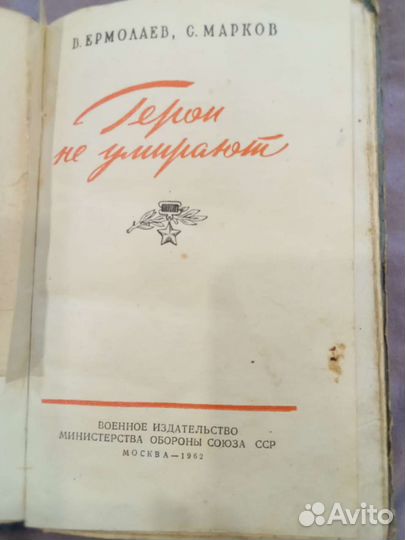 В. ЕРМОЛАЕВ, С. МАРКОВ
Герои
не умирают
ВОЕННОЕ ИЗДАТЕЛЬСТВО
МИНИСТЕРСТВА ОБОРОНЫ СОЮЗА ССР
МОСКВА — 1962
Avito